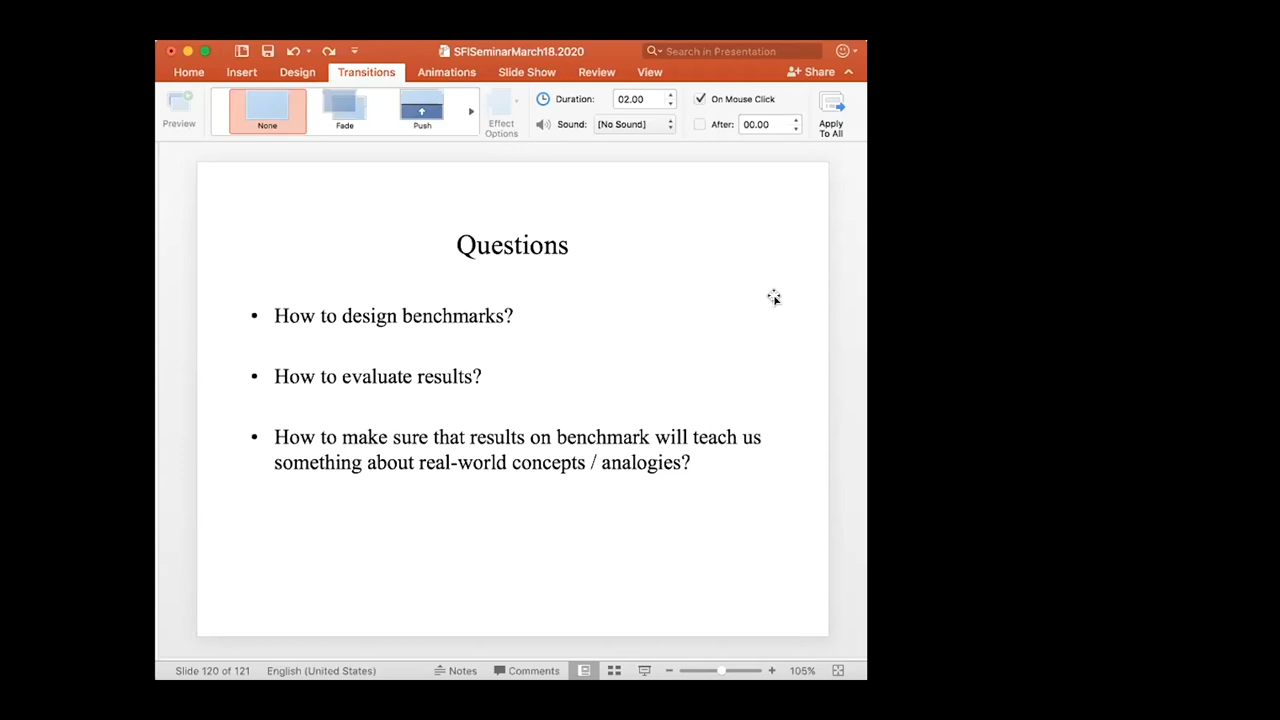 SFISeminarMarch18.2020
Search in Presentation
Home Insert Design Transitions Animations Slide Show Review View Share
Preview
None
Fade
Push
Effect
Options
Duration: 02.00
Sound: [No Sound]
On Mouse Click
After: 00.00
Apply
To All
Questions
• How to design benchmarks?
• How to evaluate results?
• How to make sure that results on benchmark will teach us
something about real-world concepts / analogies?
Slide 120 of 121 English (United States) Notes Comments 105%